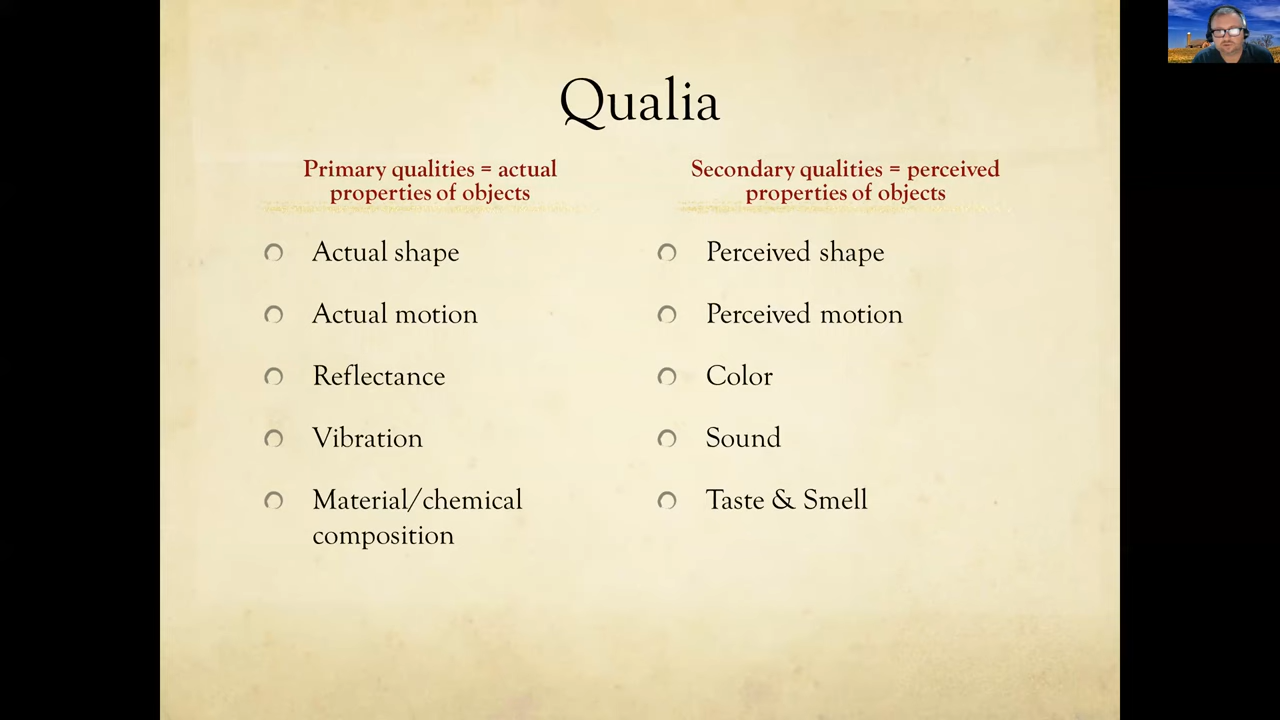 Qualia
Primary qualities = actual
properties of objects
Actual shape
Actual motion
Reflectance
Vibration
Material/chemical
composition
Secondary qualities = perceived
properties of objects
Perceived shape
Perceived motion
Color
Sound
Taste & Smell